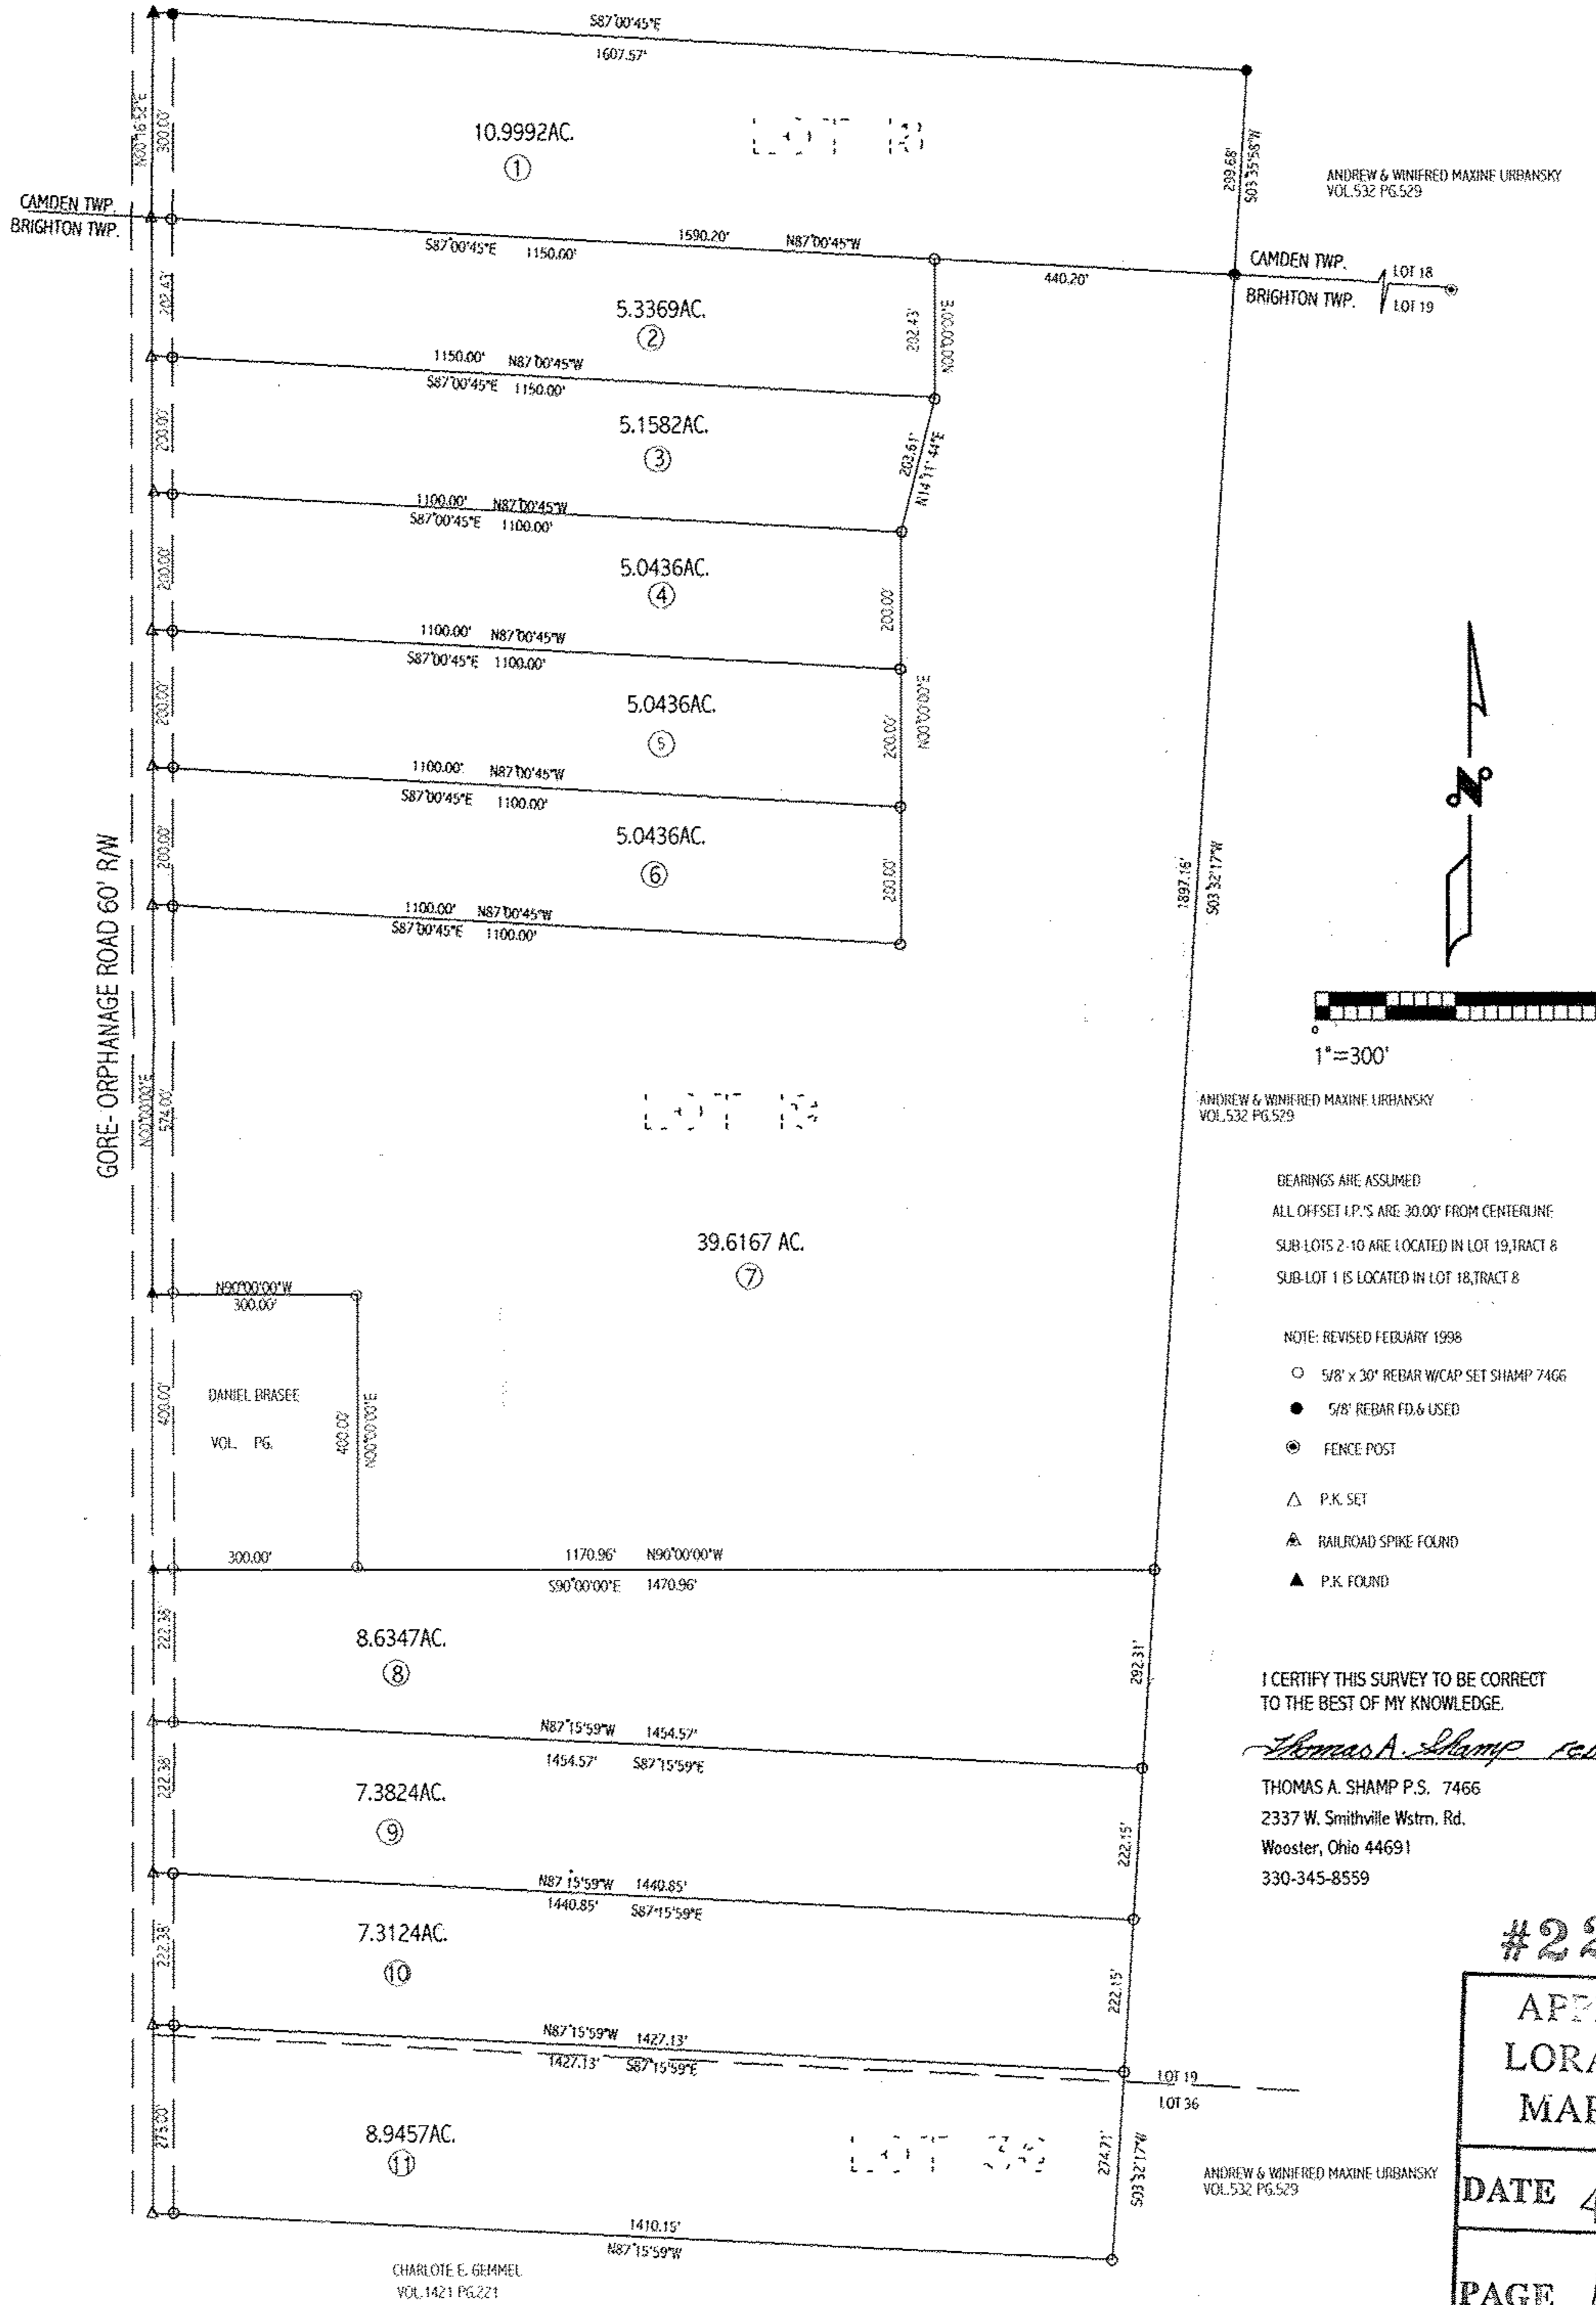 S87°00'45"E
1607.57'
N00°16'52"E
300.00'
10.9992AC.
①
LOT 18
299.68'
S03°35'58"W
ANDREW & WINIFRED MAXINE URBANSKY
VOL.532 PG.529
CAMDEN TWP.
BRIGHTON TWP.
1590.20' N87°00'45"W
S87°00'45"E 1150.00'
440.20'
CAMDEN TWP.
BRIGHTON TWP.
LOT 18
LOT 19
202.43'
5.3369AC.
②
202.43'
N00°00'00"E
1150.00' N87°00'45"W
S87°00'45"E 1150.00'
200.00'
5.1582AC.
③
203.61'
N14°11'44"E
1100.00' N87°00'45"W
S87°00'45"E 1100.00'
200.00'
5.0436AC.
④
200.00'
1100.00' N87°00'45"W
S87°00'45"E 1100.00'
200.00'
5.0436AC.
⑤
200.00'
N00°00'00"E
1100.00' N87°00'45"W
S87°00'45"E 1100.00'
200.00'
5.0436AC.
⑥
200.00'
1100.00' N87°00'45"W
S87°00'45"E 1100.00'
1897.16'
S03°32'17"W
GORE-ORPHANAGE ROAD 60' R/W
N00°00'00"E
574.00'
N
0
1"=300'
LOT 19
ANDREW & WINIFRED MAXINE URBANSKY
VOL.532 PG.529
39.6167 AC.
⑦
BEARINGS ARE ASSUMED
ALL OFFSET I.P.'S ARE 30.00' FROM CENTERLINE
SUB-LOTS 2-10 ARE LOCATED IN LOT 19,TRACT 8
SUB-LOT 1 IS LOCATED IN LOT 18,TRACT 8
NOTE: REVISED FEBUARY 1998
5/8" x 30" REBAR W/CAP SET SHAMP 7466
5/8" REBAR FD.& USED
FENCE POST
P.K. SET
RAILROAD SPIKE FOUND
P.K. FOUND
N90°00'00"W
300.00'
400.00'
DANIEL BRASEE
VOL. PG.
400.00'
N00°00'00"E
300.00'
1170.96' N90°00'00"W
S90°00'00"E 1470.96'
222.38'
8.6347AC.
⑧
292.31'
N87°15'59"W 1454.57'
1454.57' S87°15'59"E
222.38'
7.3824AC.
⑨
222.15'
N87°15'59"W 1440.85'
1440.85' S87°15'59"E
222.38'
7.3124AC.
⑩
222.15'
N87°15'59"W 1427.13'
1427.13' S87°15'59"E
LOT 19
LOT 36
275.00'
8.9457AC.
⑪
LOT 36
274.71'
S03°32'17"W
ANDREW & WINIFRED MAXINE URBANSKY
VOL.532 PG.529
1410.15'
N87°15'59"W
CHARLOTE E. GEMMEL
VOL.1421 PG.221
I CERTIFY THIS SURVEY TO BE CORRECT
TO THE BEST OF MY KNOWLEDGE.
Thomas A. Shamp
THOMAS A. SHAMP P.S. 7466
2337 W. Smithville Wstrn. Rd.
Wooster, Ohio 44691
330-345-8559
#22
DATE 4
PAGE